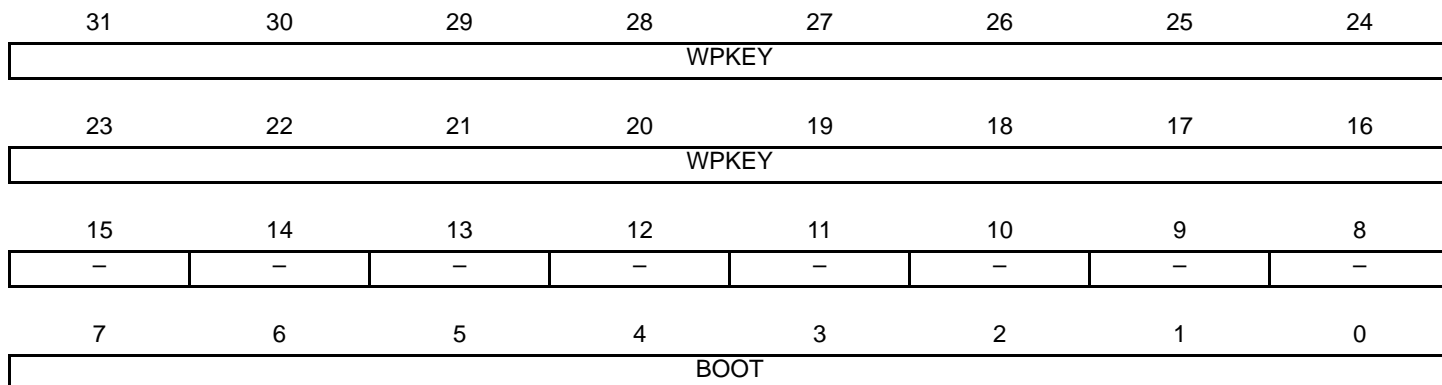 31 30 29 28 27 26 25 24
WPKEY
23 22 21 20 19 18 17 16
WPKEY
15 14 13 12 11 10 9 8
– – – – – – – –
7 6 5 4 3 2 1 0
BOOT